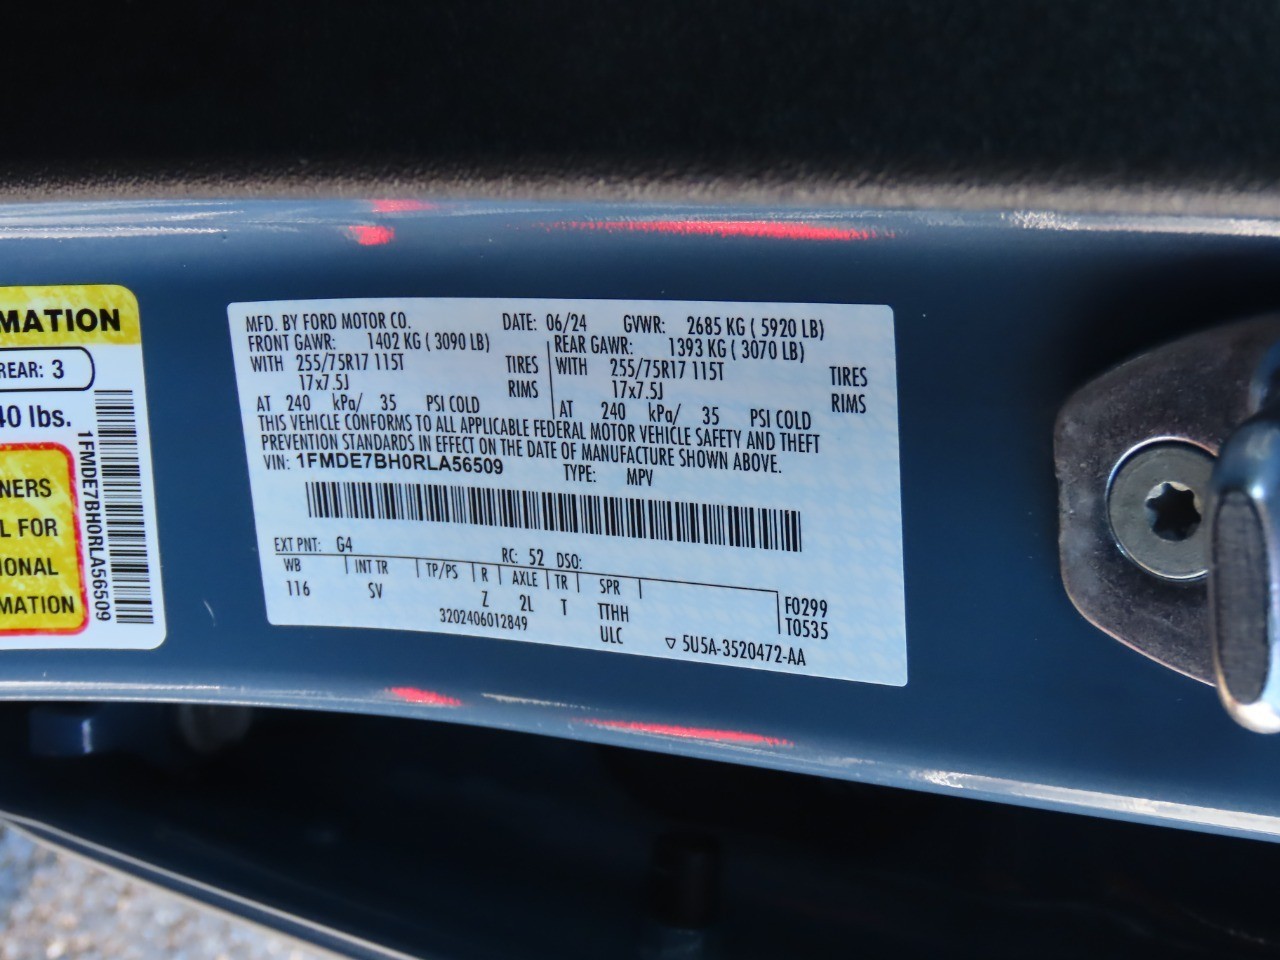 MATION
REAR: 3
40 lbs.
NERS
L FOR
IONAL
MATION
1FMDE7BH0RLA56509
MFD. BY FORD MOTOR CO. DATE: 06/24 GVWR: 2685 KG ( 5920 LB)
FRONT GAWR: 1402 KG ( 3090 LB) REAR GAWR: 1393 KG ( 3070 LB)
WITH 255/75R17 115T TIRES WITH 255/75R17 115T TIRES
17x7.5J RIMS 17x7.5J RIMS
AT 240 kPa/ 35 PSI COLD AT 240 kPa/ 35 PSI COLD
THIS VEHICLE CONFORMS TO ALL APPLICABLE FEDERAL MOTOR VEHICLE SAFETY AND THEFT
PREVENTION STANDARDS IN EFFECT ON THE DATE OF MANUFACTURE SHOWN ABOVE.
VIN: 1FMDE7BH0RLA56509 TYPE: MPV
EXT PNT: G4 RC: 52 DSO:
WB INT TR TP/PS R AXLE TR SPR
116 SV Z 2L T TTHH F0299
3202406012849 ULC T0535
▽ 5U5A-3520472-AA